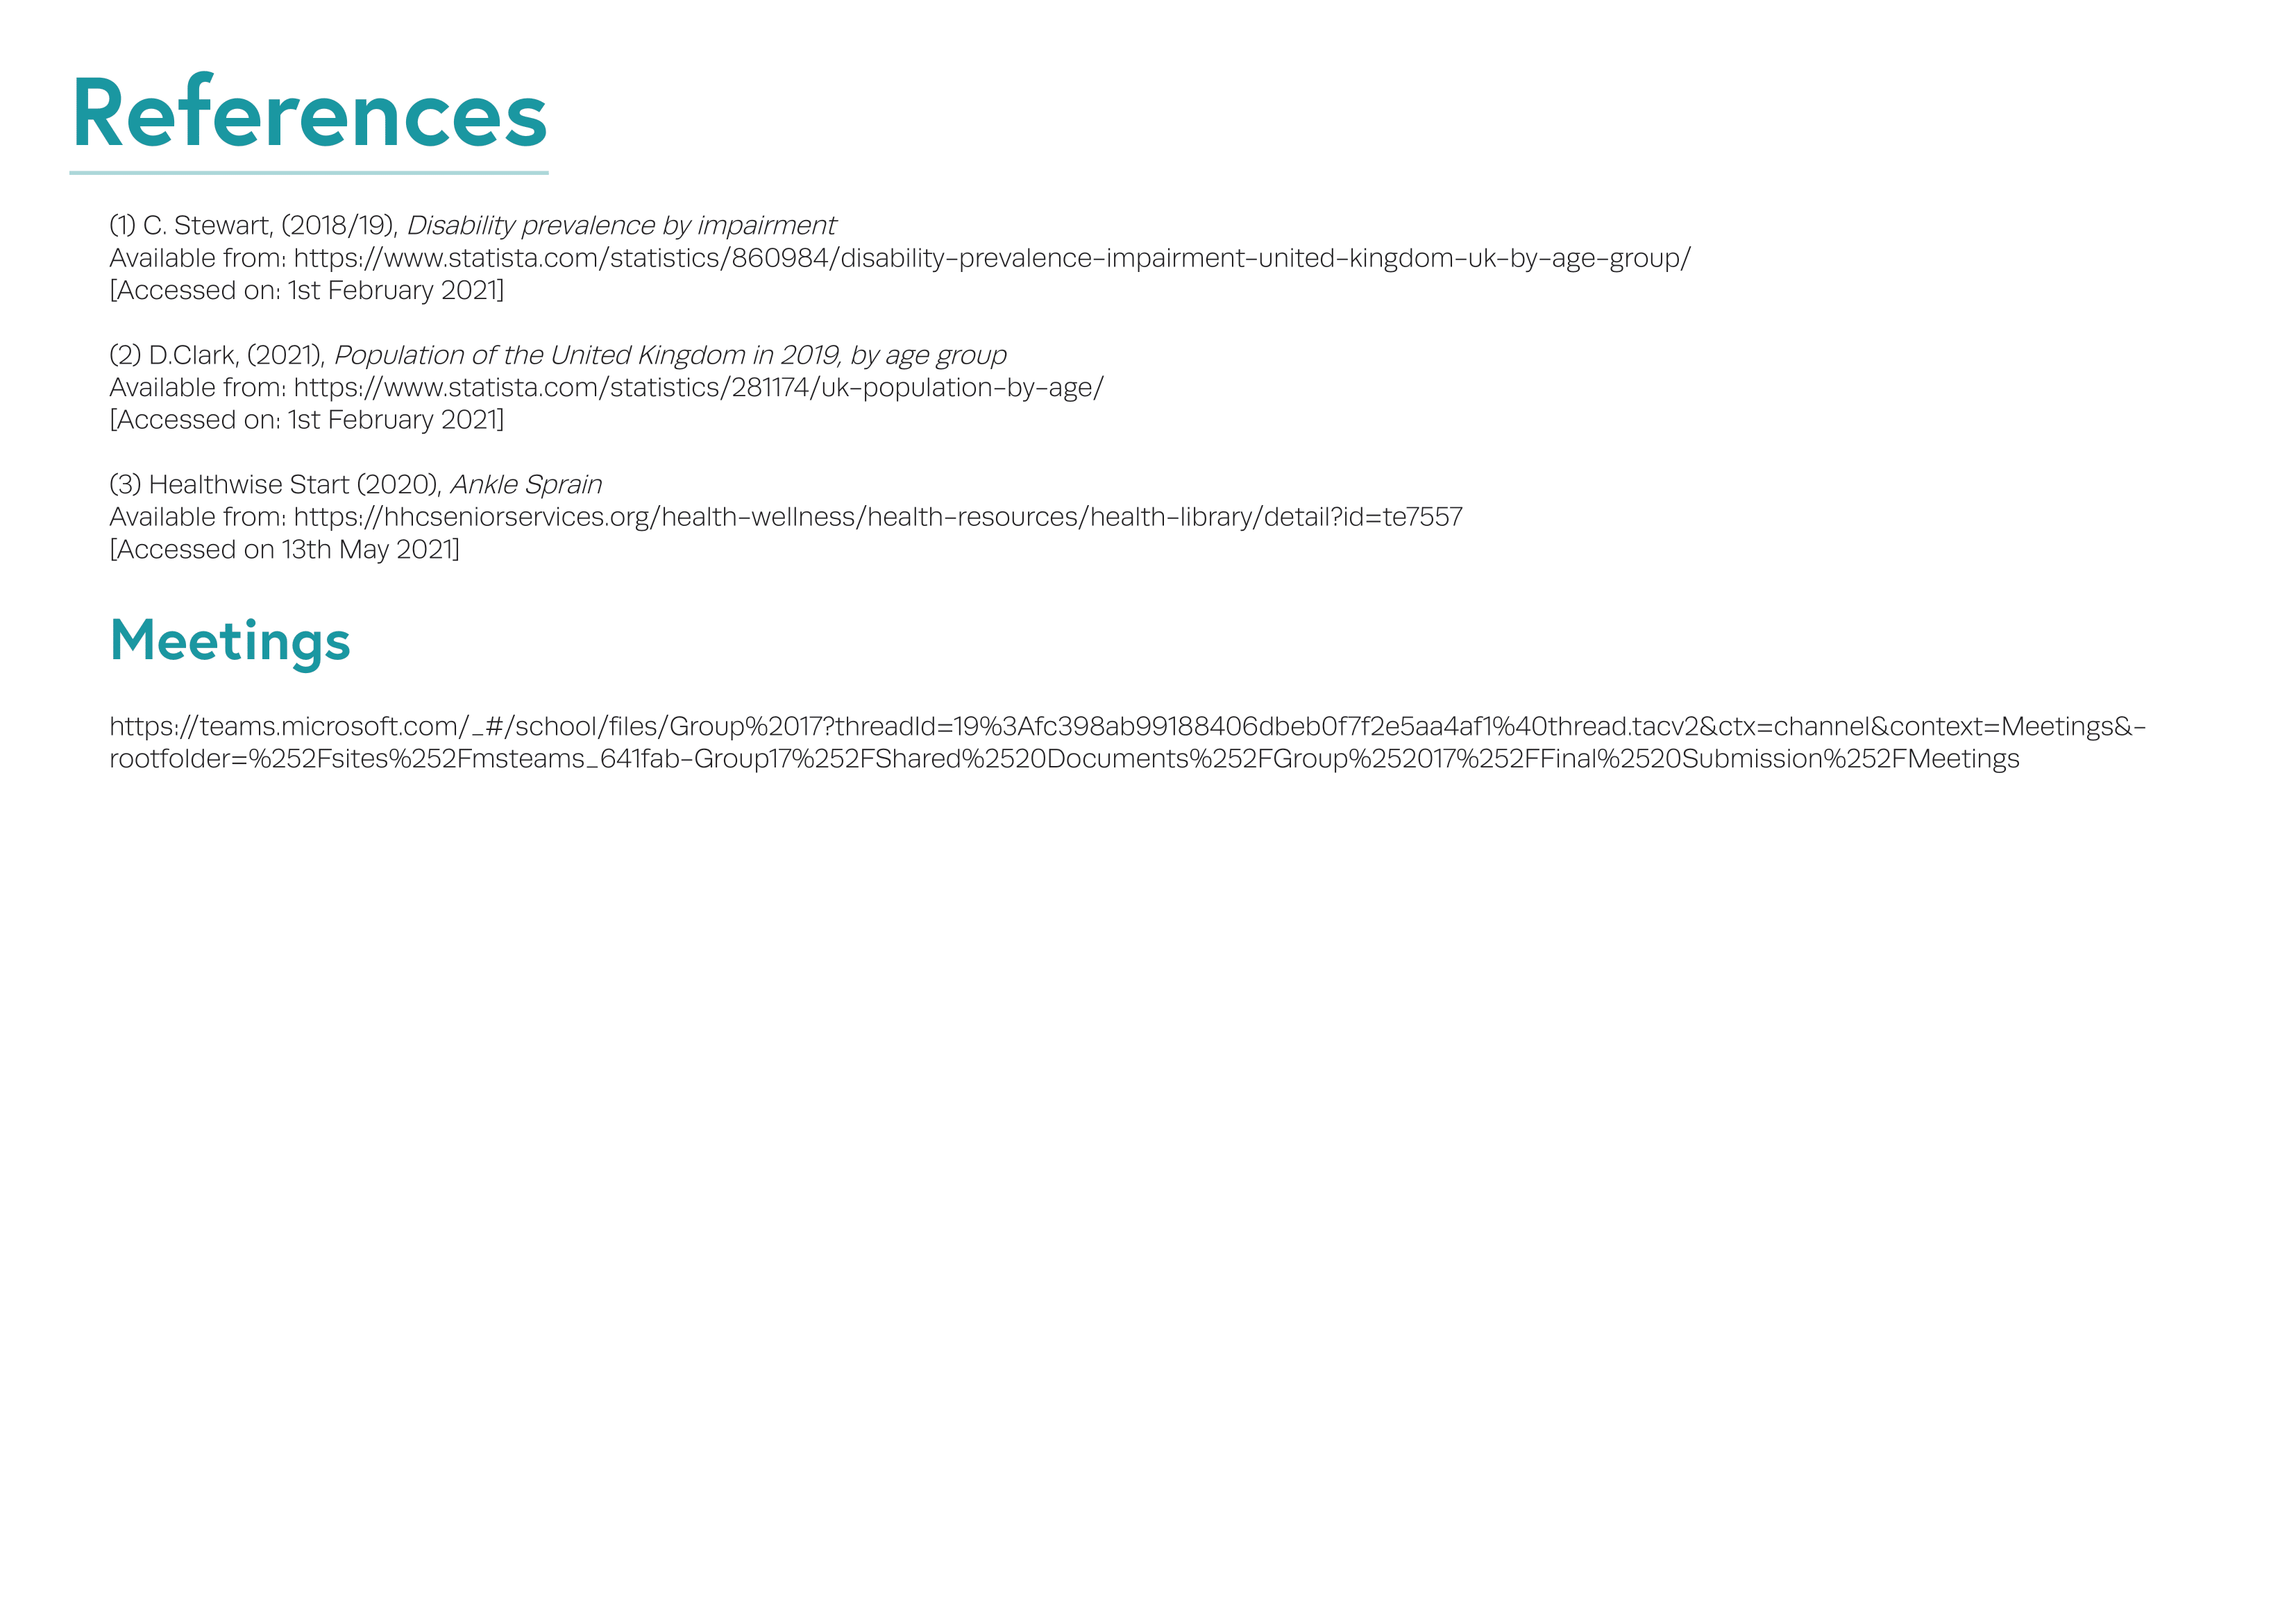 References
(1) C. Stewart, (2018/19), Disability prevalence by impairment
Available from: https://www.statista.com/statistics/860984/disability-prevalence-impairment-united-kingdom-uk-by-age-group/
[Accessed on: 1st February 2021]
(2) D.Clark, (2021), Population of the United Kingdom in 2019, by age group
Available from: https://www.statista.com/statistics/281174/uk-population-by-age/
[Accessed on: 1st February 2021]
(3) Healthwise Start (2020), Ankle Sprain
Available from: https://hhcseniorservices.org/health-wellness/health-resources/health-library/detail?id=te7557
[Accessed on 13th May 2021]
Meetings
https://teams.microsoft.com/_#/school/files/Group%2017?threadId=19%3Afc398ab99188406dbeb0f7f2e5aa4af1%40thread.tacv2&ctx=channel&context=Meetings&-
rootfolder=%252Fsites%252Fmsteams_641fab-Group17%252FShared%2520Documents%252FGroup%252017%252FFinal%2520Submission%252FMeetings